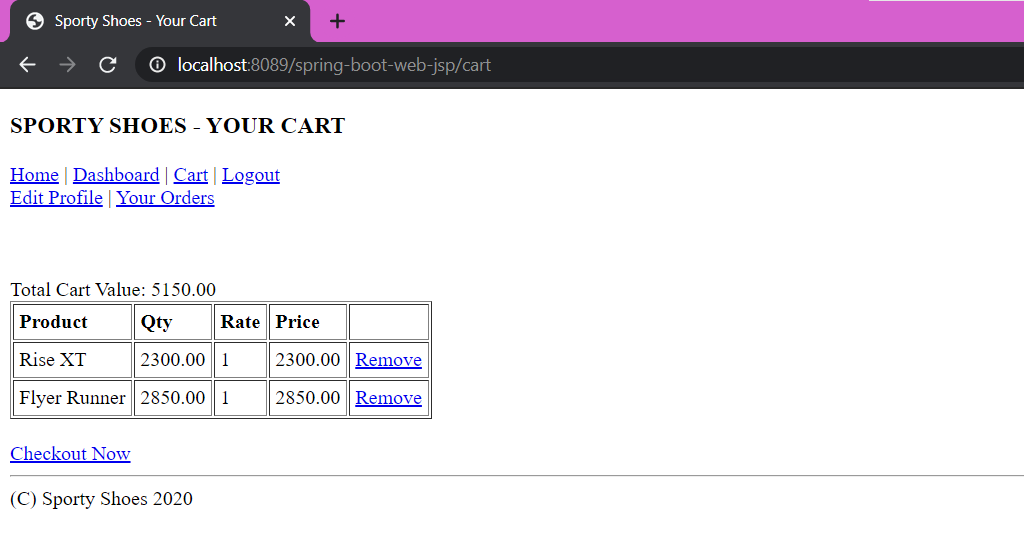 Sporty Shoes - Your Cart
localhost:8089/spring-boot-web-jsp/cart
SPORTY SHOES - YOUR CART
Home | Dashboard | Cart | Logout
Edit Profile | Your Orders
Total Cart Value: 5150.00
Product Qty Rate Price
Rise XT 2300.00 1 2300.00 Remove
Flyer Runner 2850.00 1 2850.00 Remove
Checkout Now
(C) Sporty Shoes 2020